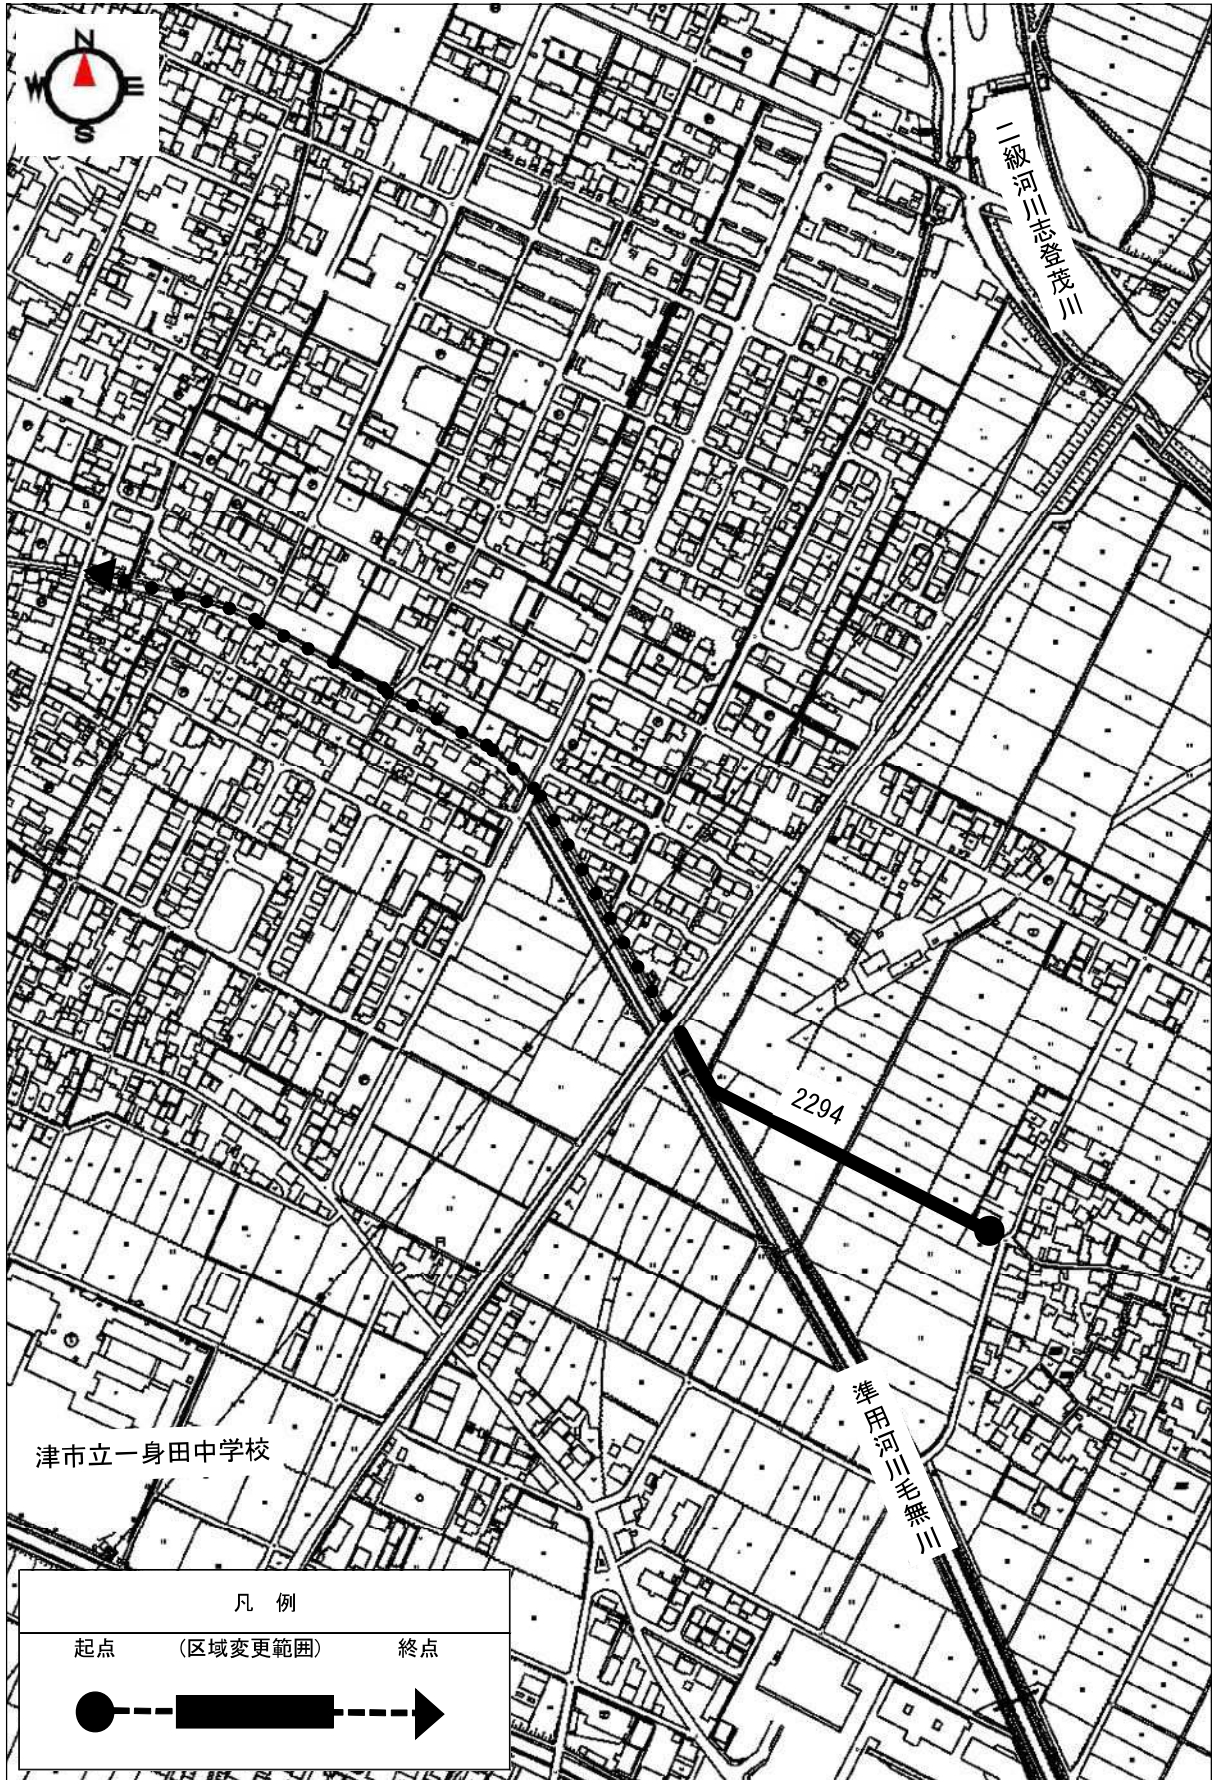 N
W E
S
二級河川志登茂川
2294
準用河川毛無川
津市立一身田中学校
凡 例
起点 (区域変更範囲) 終点